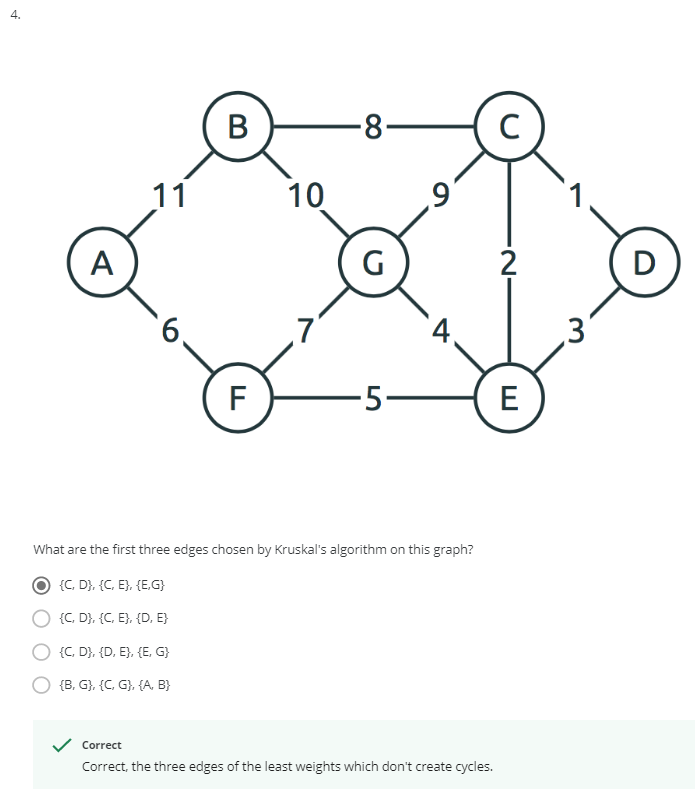 4.
B 8 C
11 10 9 1
A G 2 D
6 7 4 3
F 5 E
What are the first three edges chosen by Kruskal's algorithm on this graph?
{C, D}, {C, E}, {E,G}
{C, D}, {C, E}, {D, E}
{C, D}, {D, E}, {E, G}
{B, G}, {C, G}, {A, B}
Correct
Correct, the three edges of the least weights which don't create cycles.